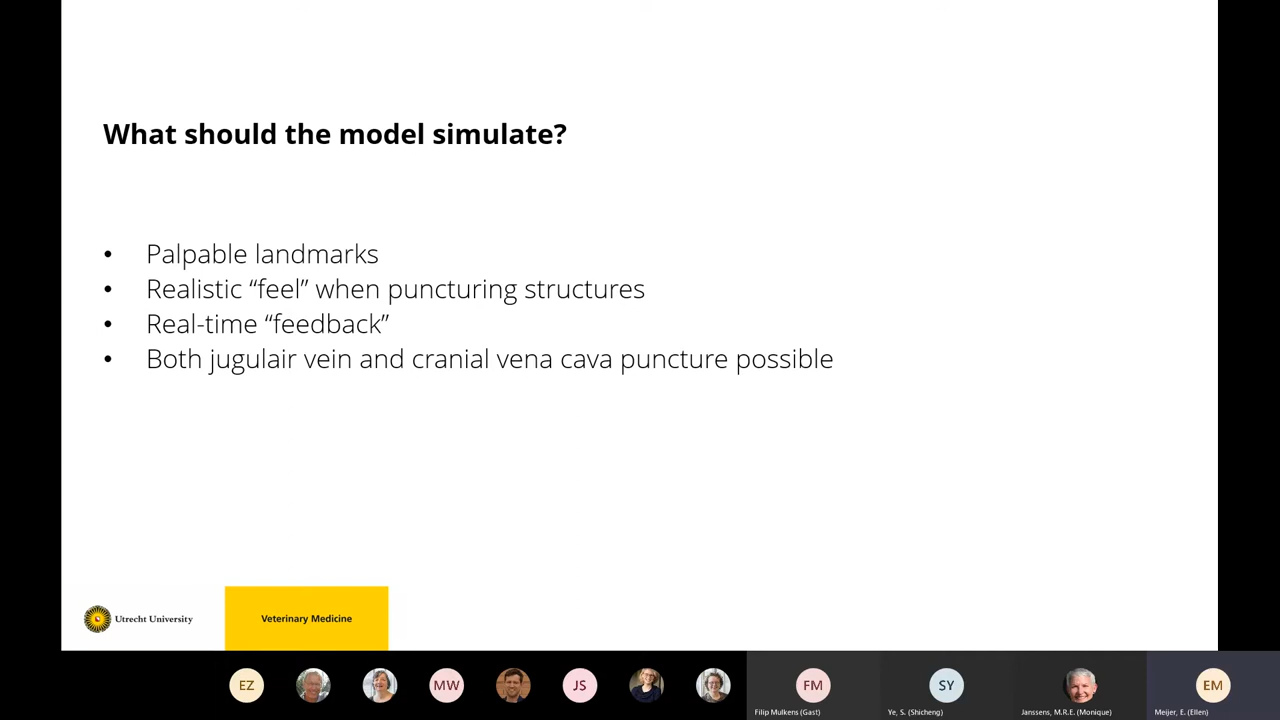 What should the model simulate?
• Palpable landmarks
• Realistic “feel” when puncturing structures
• Real-time “feedback”
• Both jugulair vein and cranial vena cava puncture possible
Utrecht University
Veterinary Medicine
EZ
MW
JS
FM
SY
EM
Filip Mulkens (Gast)
Ye, S. (Shicheng)
Janssens, M.R.E. (Monique)
Meijer, E. (Ellen)